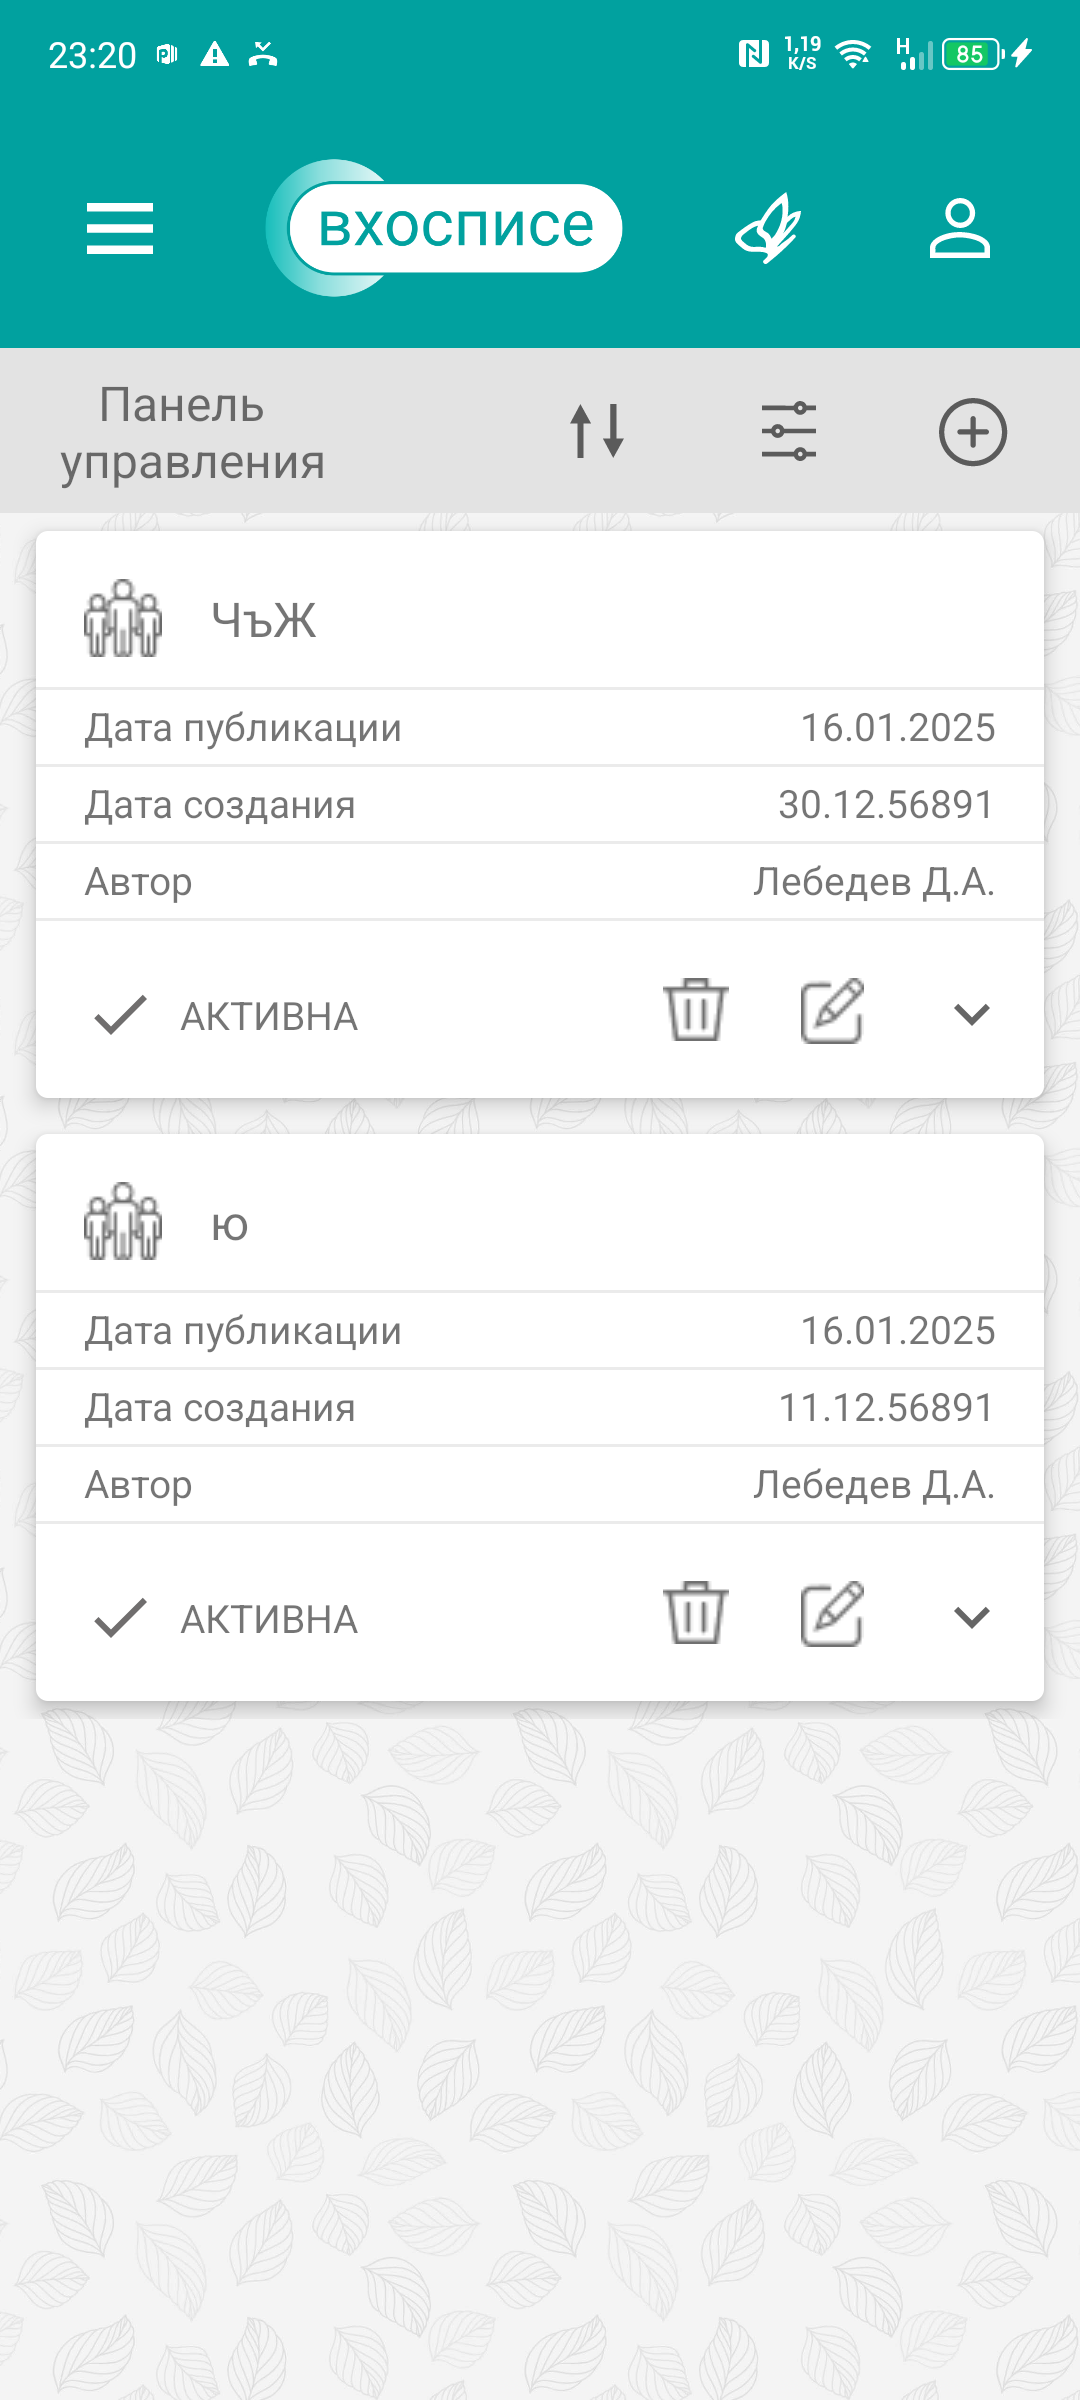 23:20
1,19
K/S
H
85
вхосписе
Панель
управления
ЧъЖ
Дата публикации 16.01.2025
Дата создания 30.12.56891
Автор Лебедев Д.А.
АКТИВНА
ю
Дата публикации 16.01.2025
Дата создания 11.12.56891
Автор Лебедев Д.А.
АКТИВНА